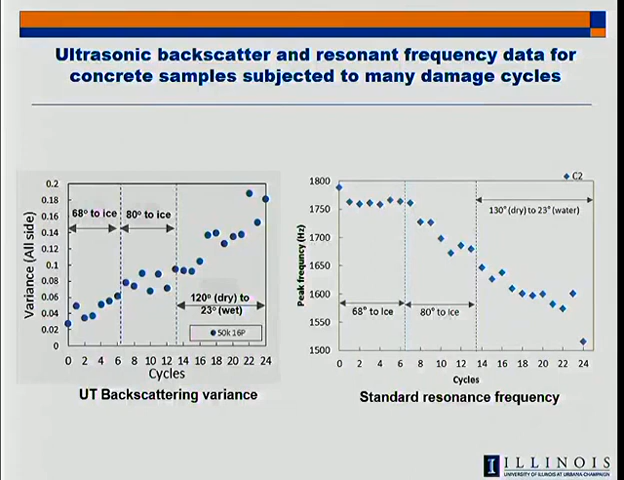 Ultrasonic backscatter and resonant frequency data for
concrete samples subjected to many damage cycles
0.2
0.18
0.16
0.14
0.12
0.1
0.08
0.06
0.04
0.02
0
Variance (All side)
68º to ice
80º to ice
120º (dry) to
23º (wet)
50k 16P
0 2 4 6 8 10 12 14 16 18 20 22 24
Cycles
UT Backscattering variance
C2
1800
1750
1700
1650
1600
1550
1500
Peak frequncy (Hz)
130° (dry) to 23° (water)
68° to Ice
80° to Ice
0 2 4 6 8 10 12 14 16 18 20 22 24
Cycles
Standard resonance frequency
I ILLINOIS
UNIVERSITY OF ILLINOIS AT URBANA-CHAMPAIGN